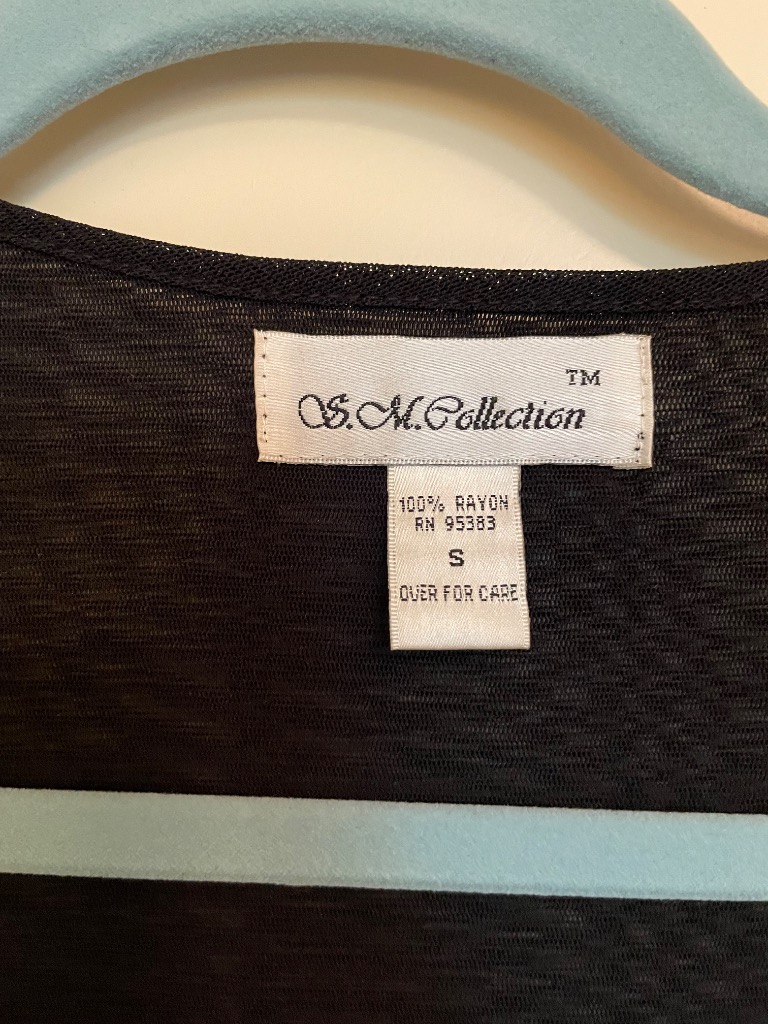 TM
S.M.Collection
100% RAYON
RN 95383
S
OVER FOR CARE